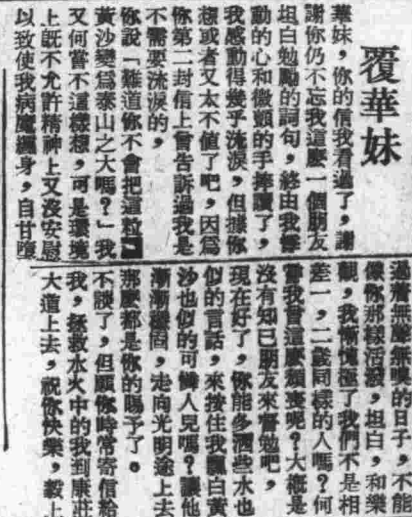 覆華妹
華妹，你的信我看過了，謝
謝你仍不忘我這麼一個朋友
坦白勉勵的詞句，終由我
動的心和微顫的手捧讀了，
我感動得幾乎流淚，但據你
想或者又太不值了吧，因為
你第二封信上曾告訴過我是
不需要流淚的，
你說「難道你不會把這粒
黃沙變為泰山之大嗎？」我
又何嘗不這樣想，可是環境
上既不允許精神上又沒安慰
以致使我病魔纏身，自甘墮
過着無聊無味的日子，不能
像你那樣活潑，坦白，和樂
觀，我慚愧極了我們不是相
差一，二歲同樣的人嗎？何
我會這麼頹衰呢？大概是
沒有知己朋友來督勉吧，
現在好了，你能多洒些水也
似的言話，來按住我飄白黃
沙也似的可憐人兒嗎？讓他
漸漸穩固，走向光明途上去
那麼都是你的賜予了。
不談了，但願你時常寄信給
我，拯救水火中的我到康莊
大道上去，祝你快樂，毅上